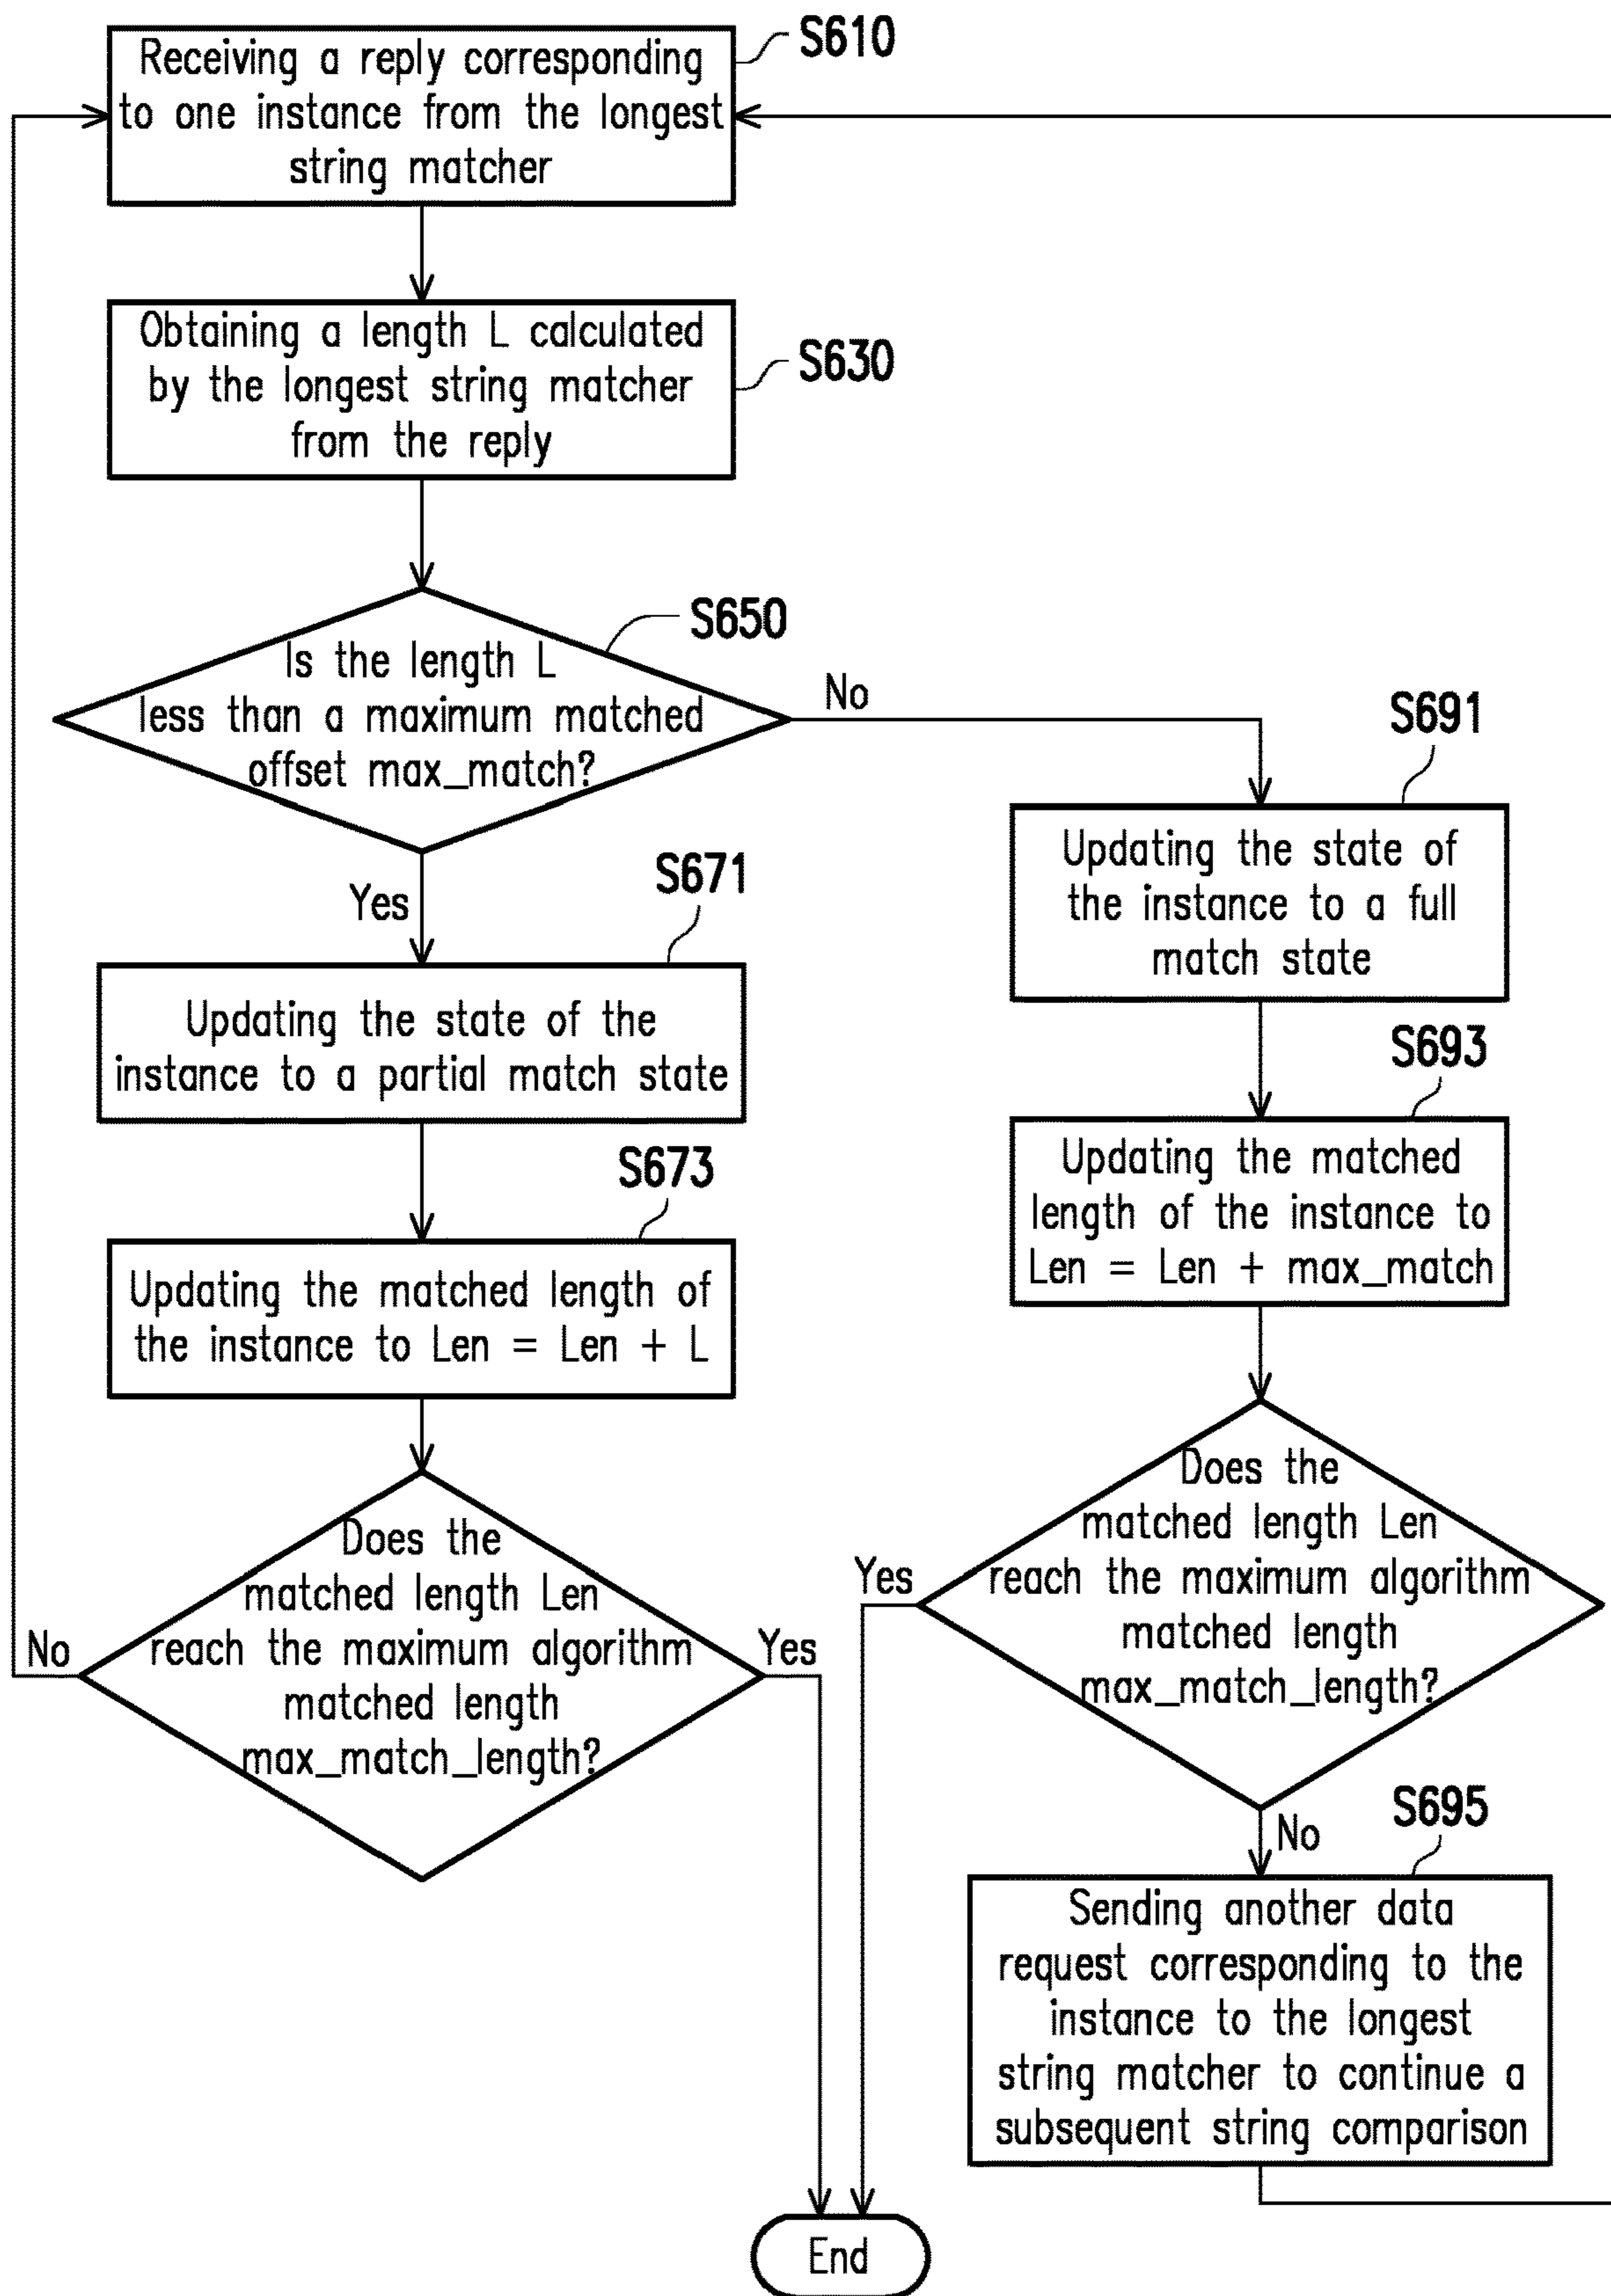 Receiving a reply corresponding
to one instance from the longest
string matcher
S610
Obtaining a length L calculated
by the longest string matcher
from the reply
S630
Is the length L
less than a maximum matched
offset max_match?
S650
No
Yes
S671
Updating the state of the
instance to a partial match state
S673
Updating the matched length of
the instance to Len = Len + L
Does the
matched length Len
reach the maximum algorithm
matched length
max_match_length?
No
Yes
S691
Updating the state of
the instance to a full
match state
S693
Updating the matched
length of the instance to
Len = Len + max_match
Does the
matched length Len
reach the maximum algorithm
matched length
max_match_length?
Yes
No
S695
Sending another data
request corresponding to the
instance to the longest
string matcher to continue a
subsequent string comparison
End